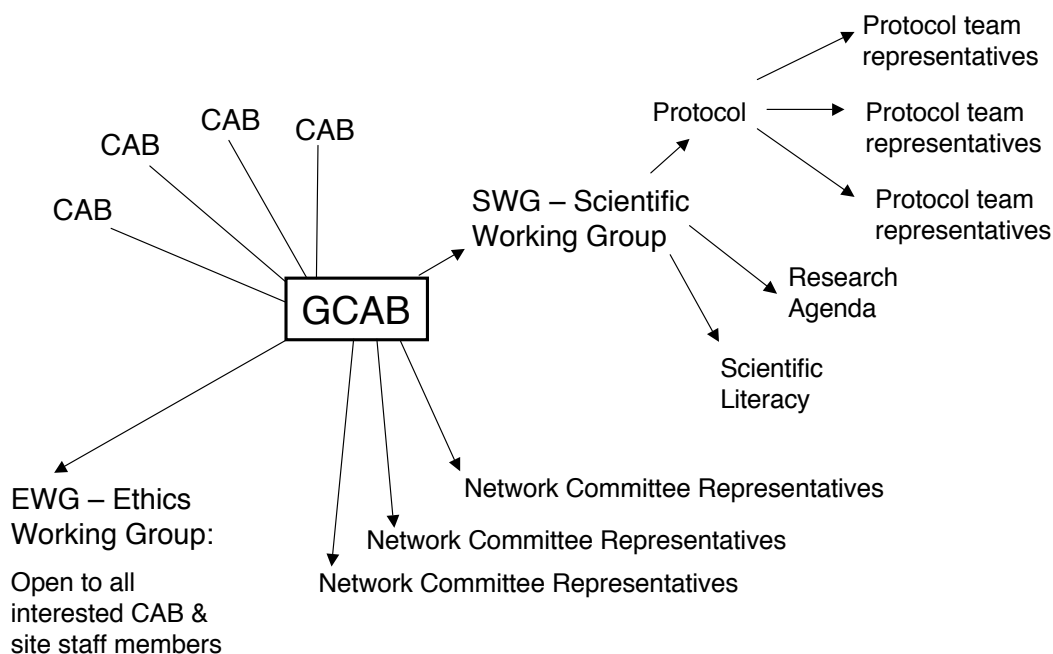 Protocol team
representatives
Protocol
Protocol team
representatives
CAB
CAB
CAB
CAB
Protocol team
representatives
SWG – Scientific
Working Group
Research
Agenda
GCAB
Scientific
Literacy
EWG – Ethics
Working Group:
Open to all
interested CAB &
site staff members
Network Committee Representatives
Network Committee Representatives
Network Committee Representatives